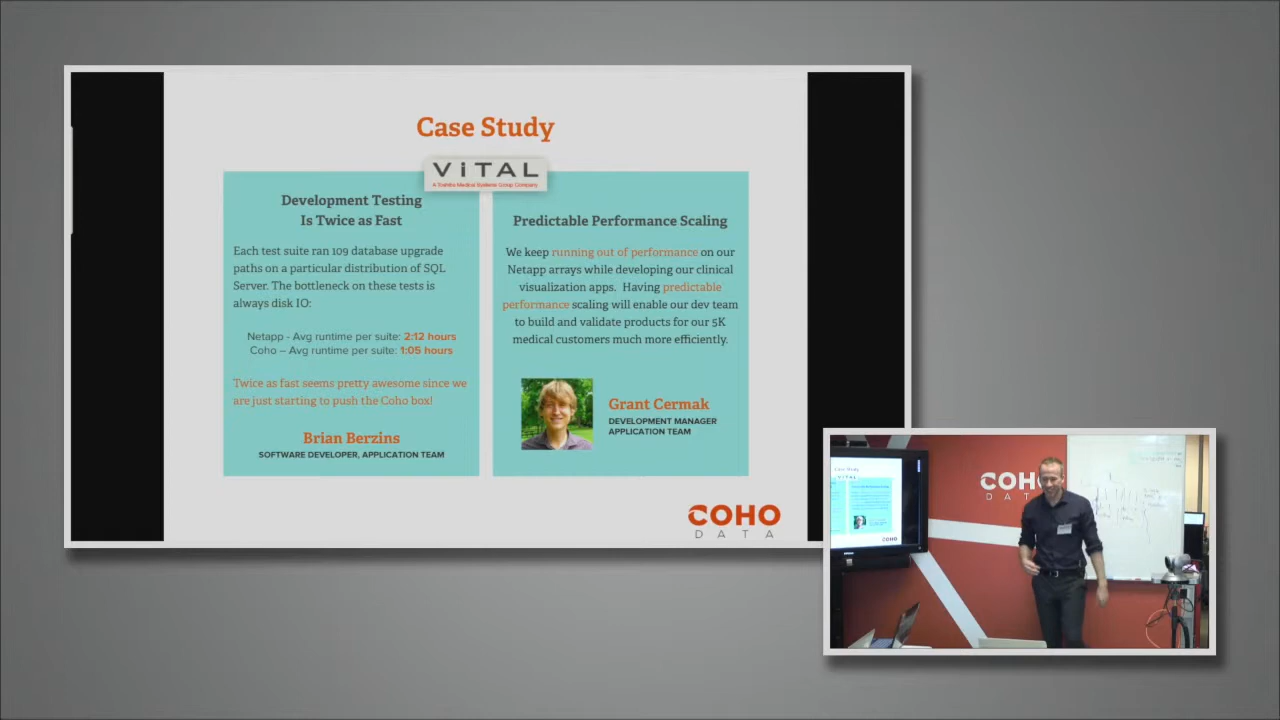 Case Study
ViTAL
A Toshiba Medical Systems Group Company
Development Testing
Is Twice as Fast
Each test suite ran 109 database upgrade
paths on a particular distribution of SQL
Server. The bottleneck on these tests is
always disk IO:
Netapp - Avg runtime per suite: 2:12 hours
Coho – Avg runtime per suite: 1:05 hours
Twice as fast seems pretty awesome since we
are just starting to push the Coho box!
Brian Berzins
SOFTWARE DEVELOPER, APPLICATION TEAM
Predictable Performance Scaling
We keep running out of performance on our
Netapp arrays while developing our clinical
visualization apps. Having predictable
performance scaling will enable our dev team
to build and validate products for our 5K
medical customers much more efficiently.
Grant Cermak
DEVELOPMENT MANAGER
APPLICATION TEAM
COHO
DATA
Case Study
ViTAL
COHO
COHO
DATA